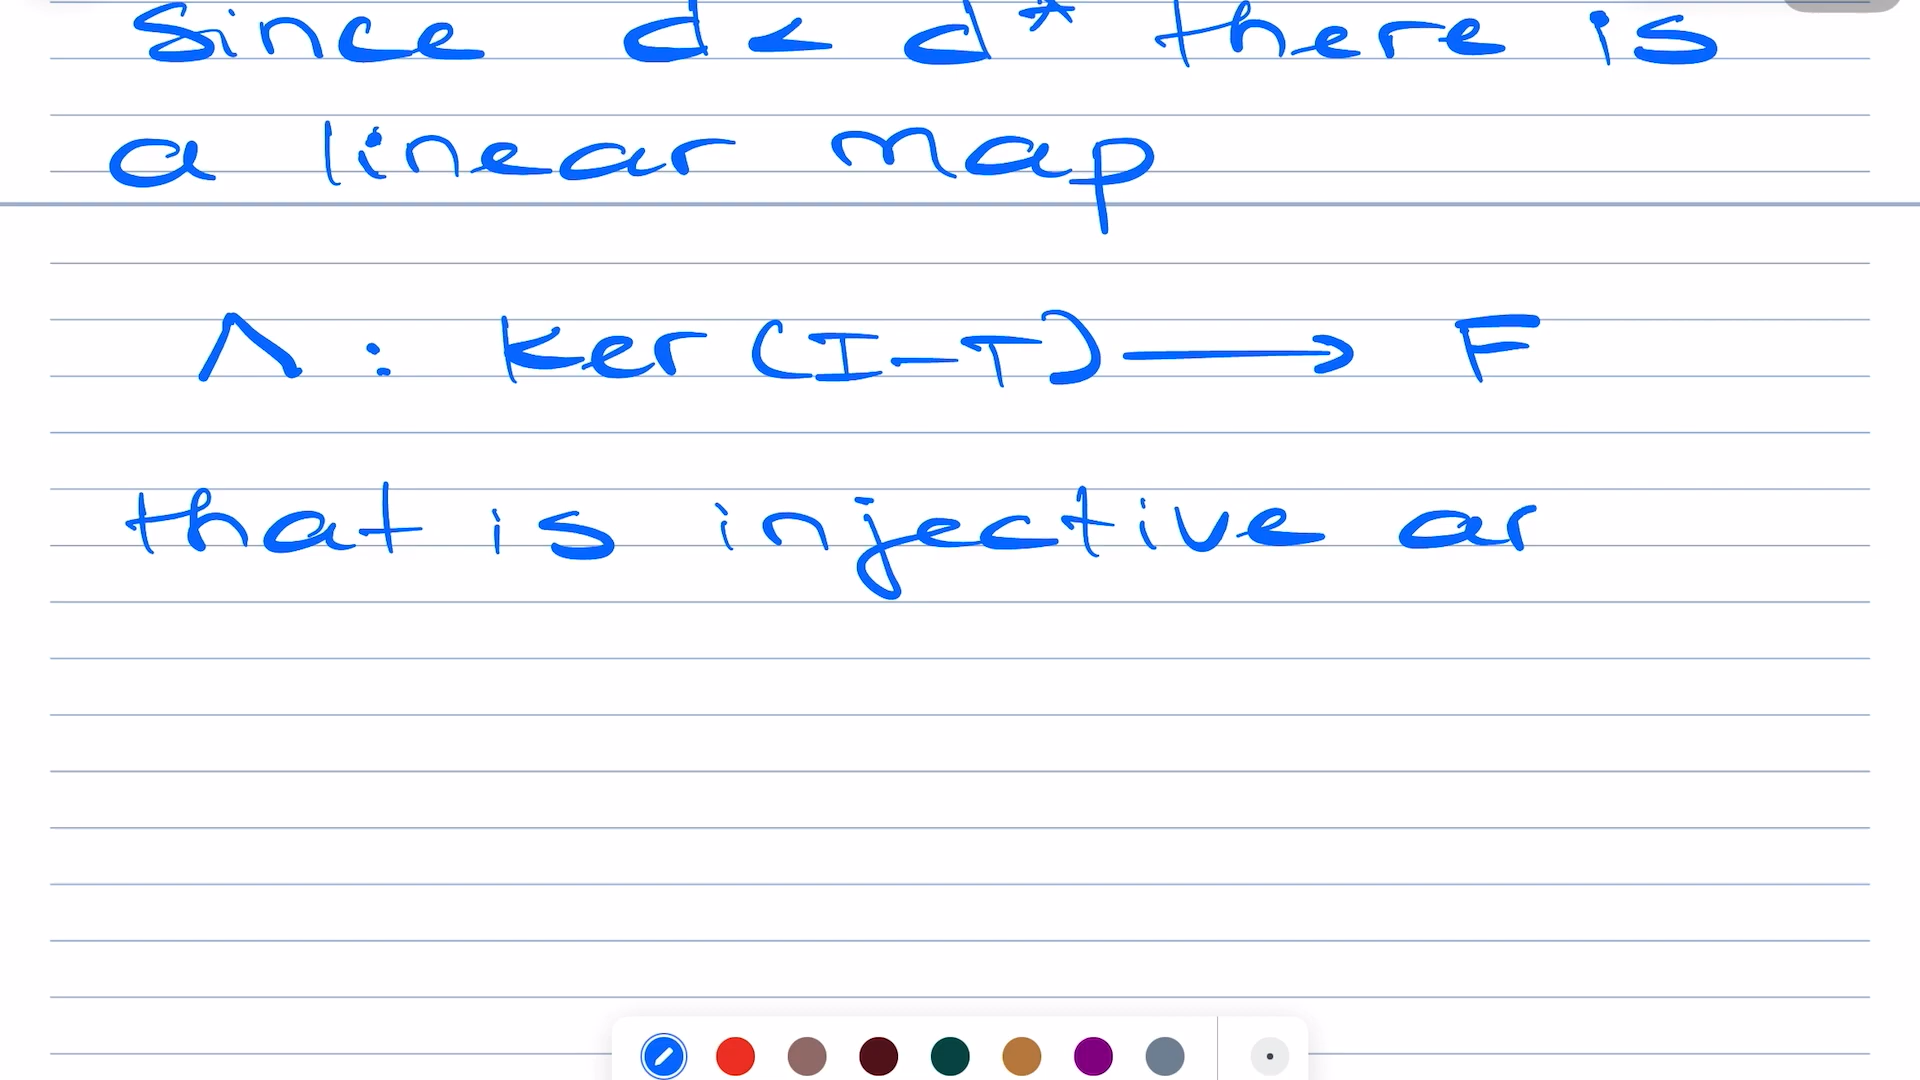 Since d < d* there is
a linear map
Λ : Ker (I-T) ⟶ F
that is injective ar